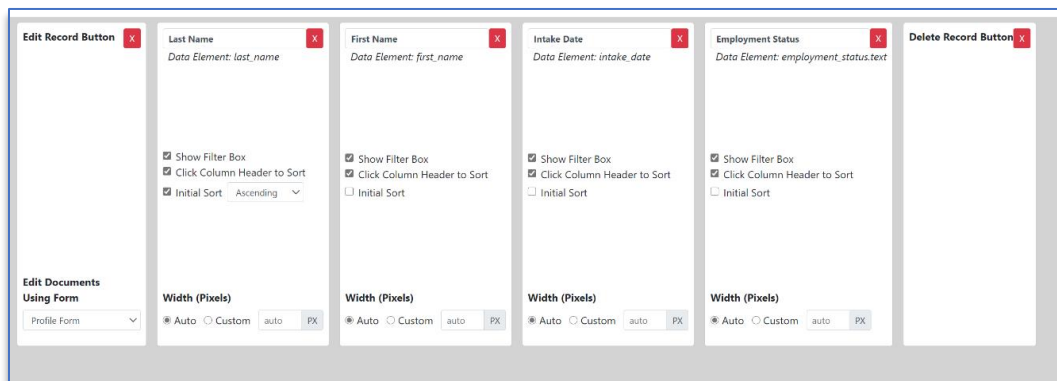 Edit Record Button X
Edit Documents
Using Form
Profile Form
Last Name X
Data Element: last_name
Show Filter Box
Click Column Header to Sort
Initial Sort Ascending
Width (Pixels)
Auto Custom auto PX
First Name X
Data Element: first_name
Show Filter Box
Click Column Header to Sort
Initial Sort
Width (Pixels)
Auto Custom auto PX
Intake Date X
Data Element: intake_date
Show Filter Box
Click Column Header to Sort
Initial Sort
Width (Pixels)
Auto Custom auto PX
Employment Status X
Data Element: employment_status.text
Show Filter Box
Click Column Header to Sort
Initial Sort
Width (Pixels)
Auto Custom auto PX
Delete Record Button X